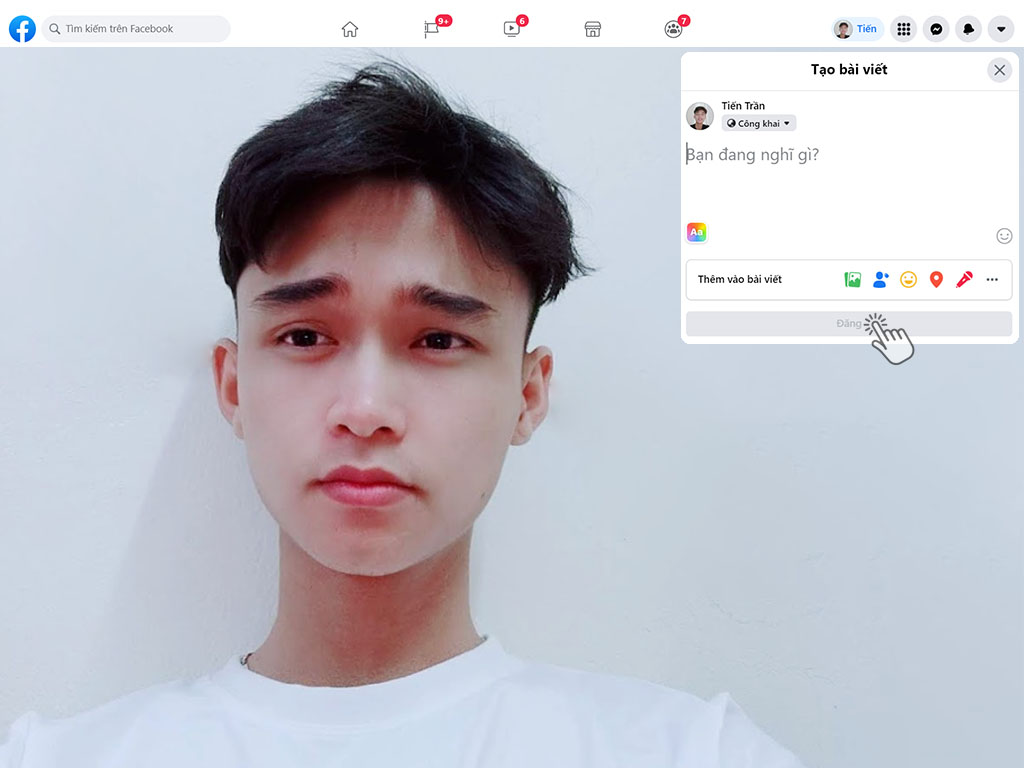 Tìm kiếm trên Facebook
9+
6
7
Tiến
Tạo bài viết
Tiến Trần
Công khai
Bạn đang nghĩ gì?
Aa
Thêm vào bài viết
Đăng